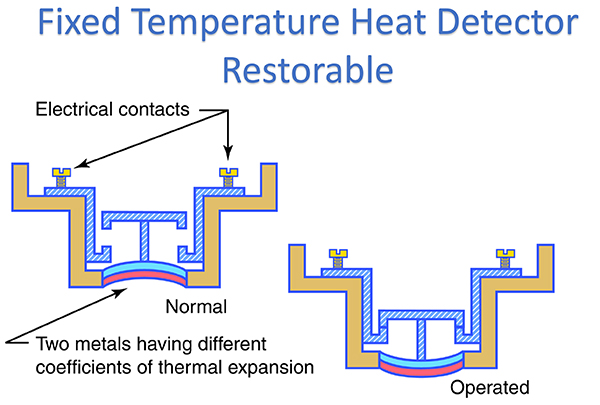 Fixed Temperature Heat Detector
Restorable
Electrical contacts
Normal
Two metals having different
coefficients of thermal expansion
Operated